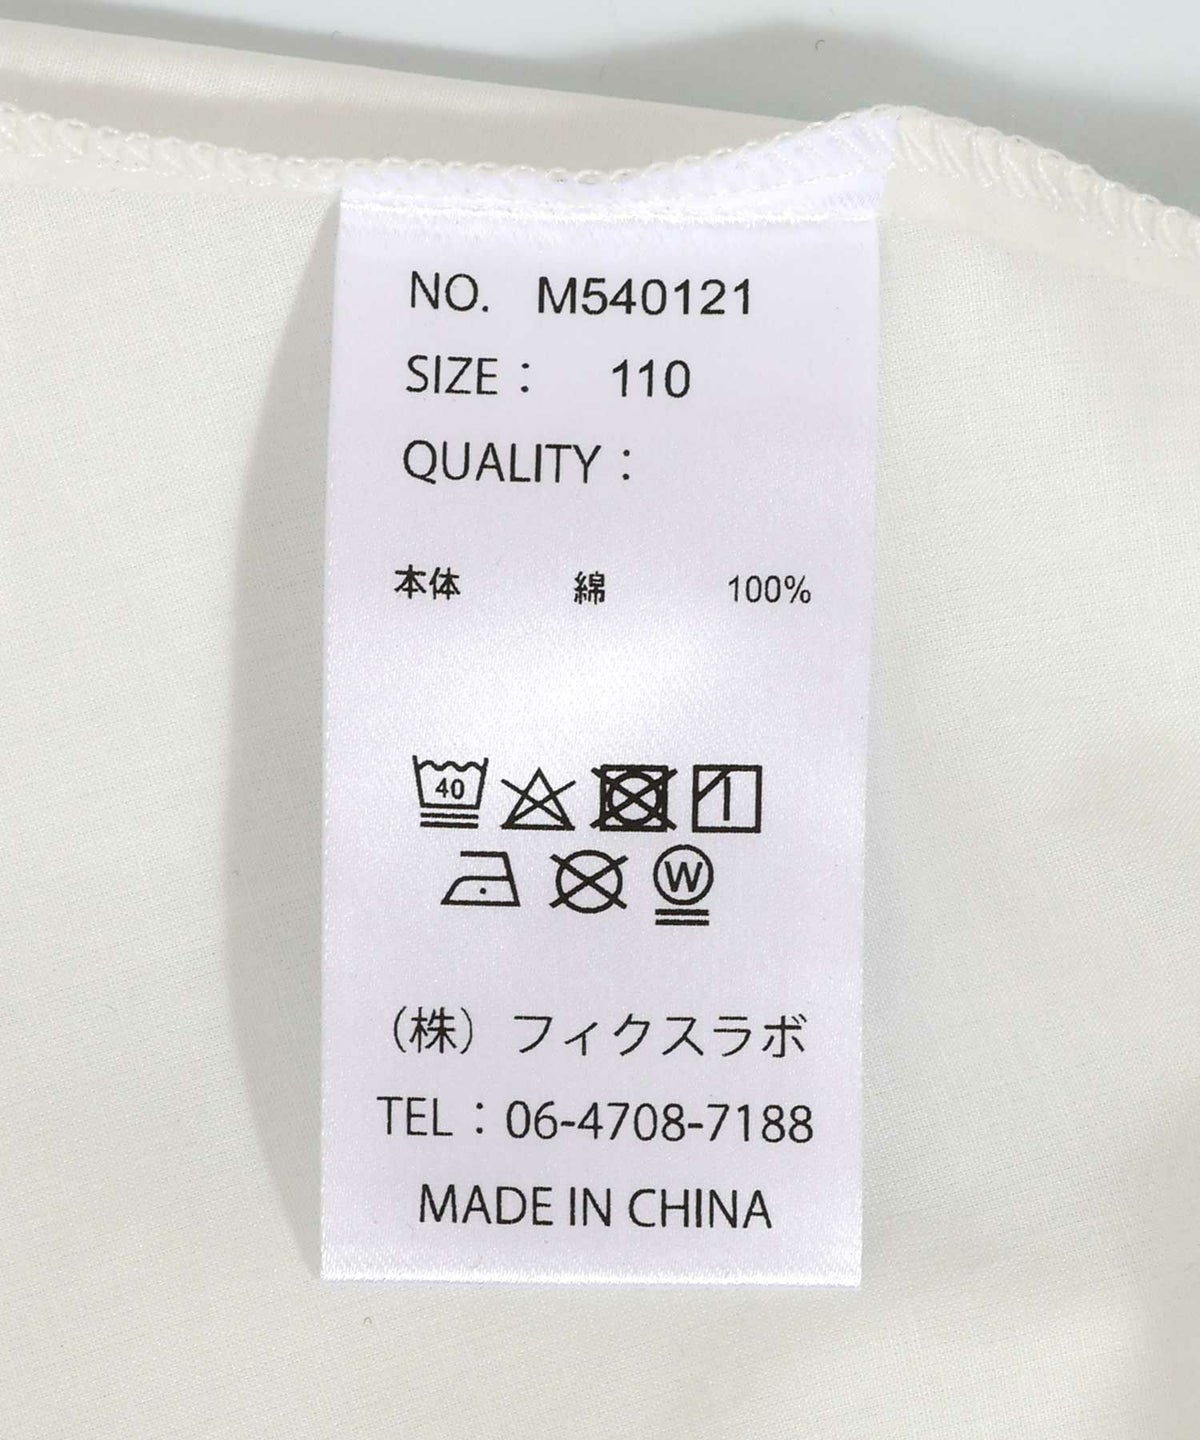 NO. M540121
SIZE : 110
QUALITY :
本体 綿 100%
40
W
(株) フィクスラボ
TEL : 06-4708-7188
MADE IN CHINA